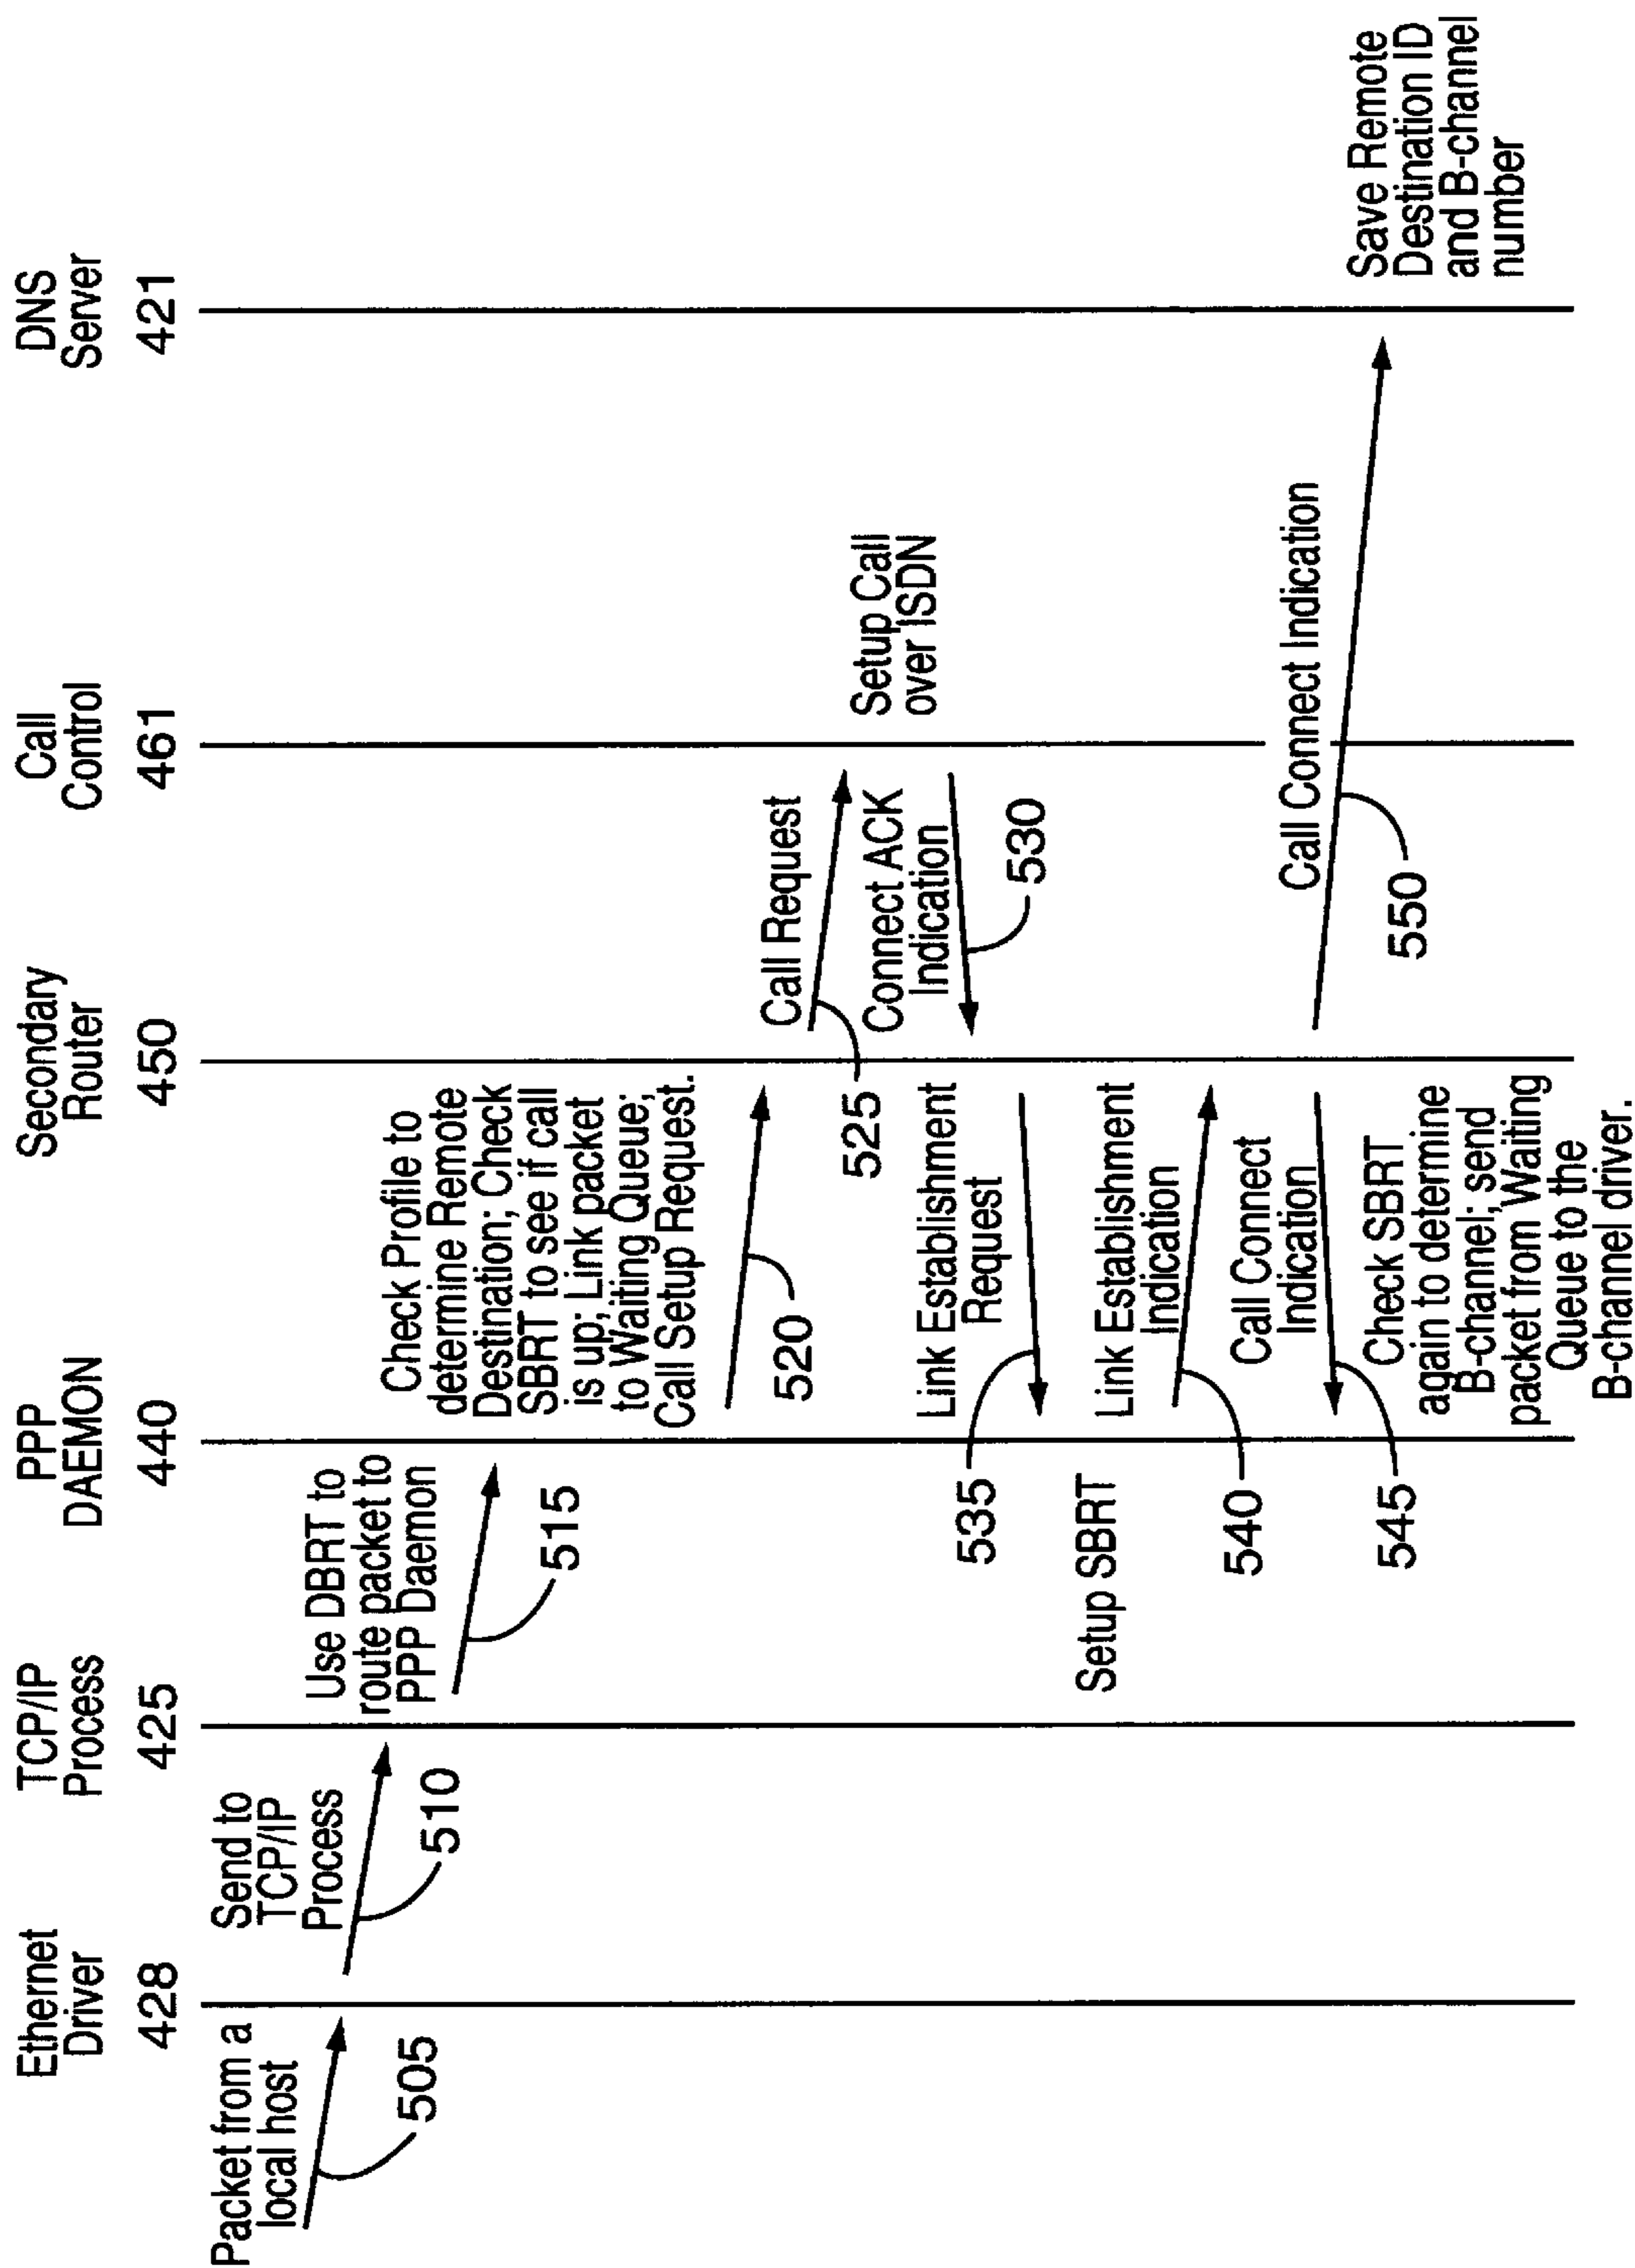 Ethernet
Driver
428
TCP/IP
Process
425
PPP
DAEMON
440
Secondary
Router
450
Call
Control
461
DNS
Server
421
Packet from a
local host
505
Send to
TCP/IP
Process
510
Use DBRT to
route packet to
PPP Daemon
515
Check Profile to
determine Remote
Destination; Check
SBRT to see if call
is up; Link packet
to Waiting Queue;
Call Setup Request.
520
Call Request
525
Setup Call
over ISDN
Connect ACK
Indication
530
Link Establishment
Request
535
Setup SBRT
Link Establishment
Indication
540
Call Connect
Indication
545
Check SBRT
again to determine
B-channel; send
packet from Waiting
Queue to the
B-channel driver.
Call Connect Indication
550
Save Remote
Destination ID
and B-channel
number